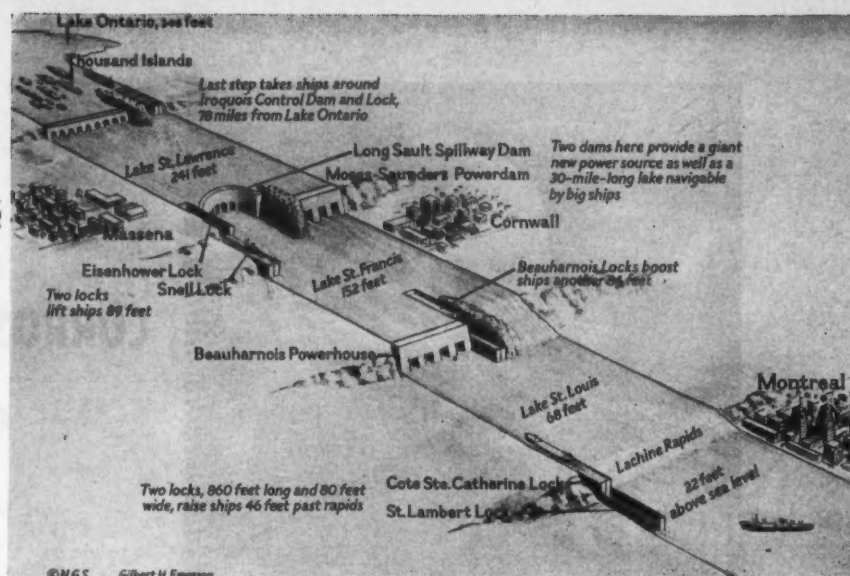 Lake Ontario, 246 feet
Thousand Islands
Last step takes ships around
Iroquois Control Dam and Lock,
78 miles from Lake Ontario
Lake St. Lawrence
241 feet
Long Sault Spillway Dam
Moses-Saunders Powerdam
Two dams here provide a giant
new power source as well as a
30-mile-long lake navigable
by big ships
Massena
Cornwall
Eisenhower Lock
Snell Lock
Two locks
lift ships 89 feet
Lake St. Francis
152 feet
Beauharnois Locks boost
ships another 84 feet
Beauharnois Powerhouse
Lake St. Louis
68 feet
Montreal
Lachine Rapids
22 feet
above sea level
Two locks, 860 feet long and 80 feet
wide, raise ships 46 feet past rapids
Cote Ste. Catharine Lock
St. Lambert Lock
©N.G.S. Gilbert H. Emerson